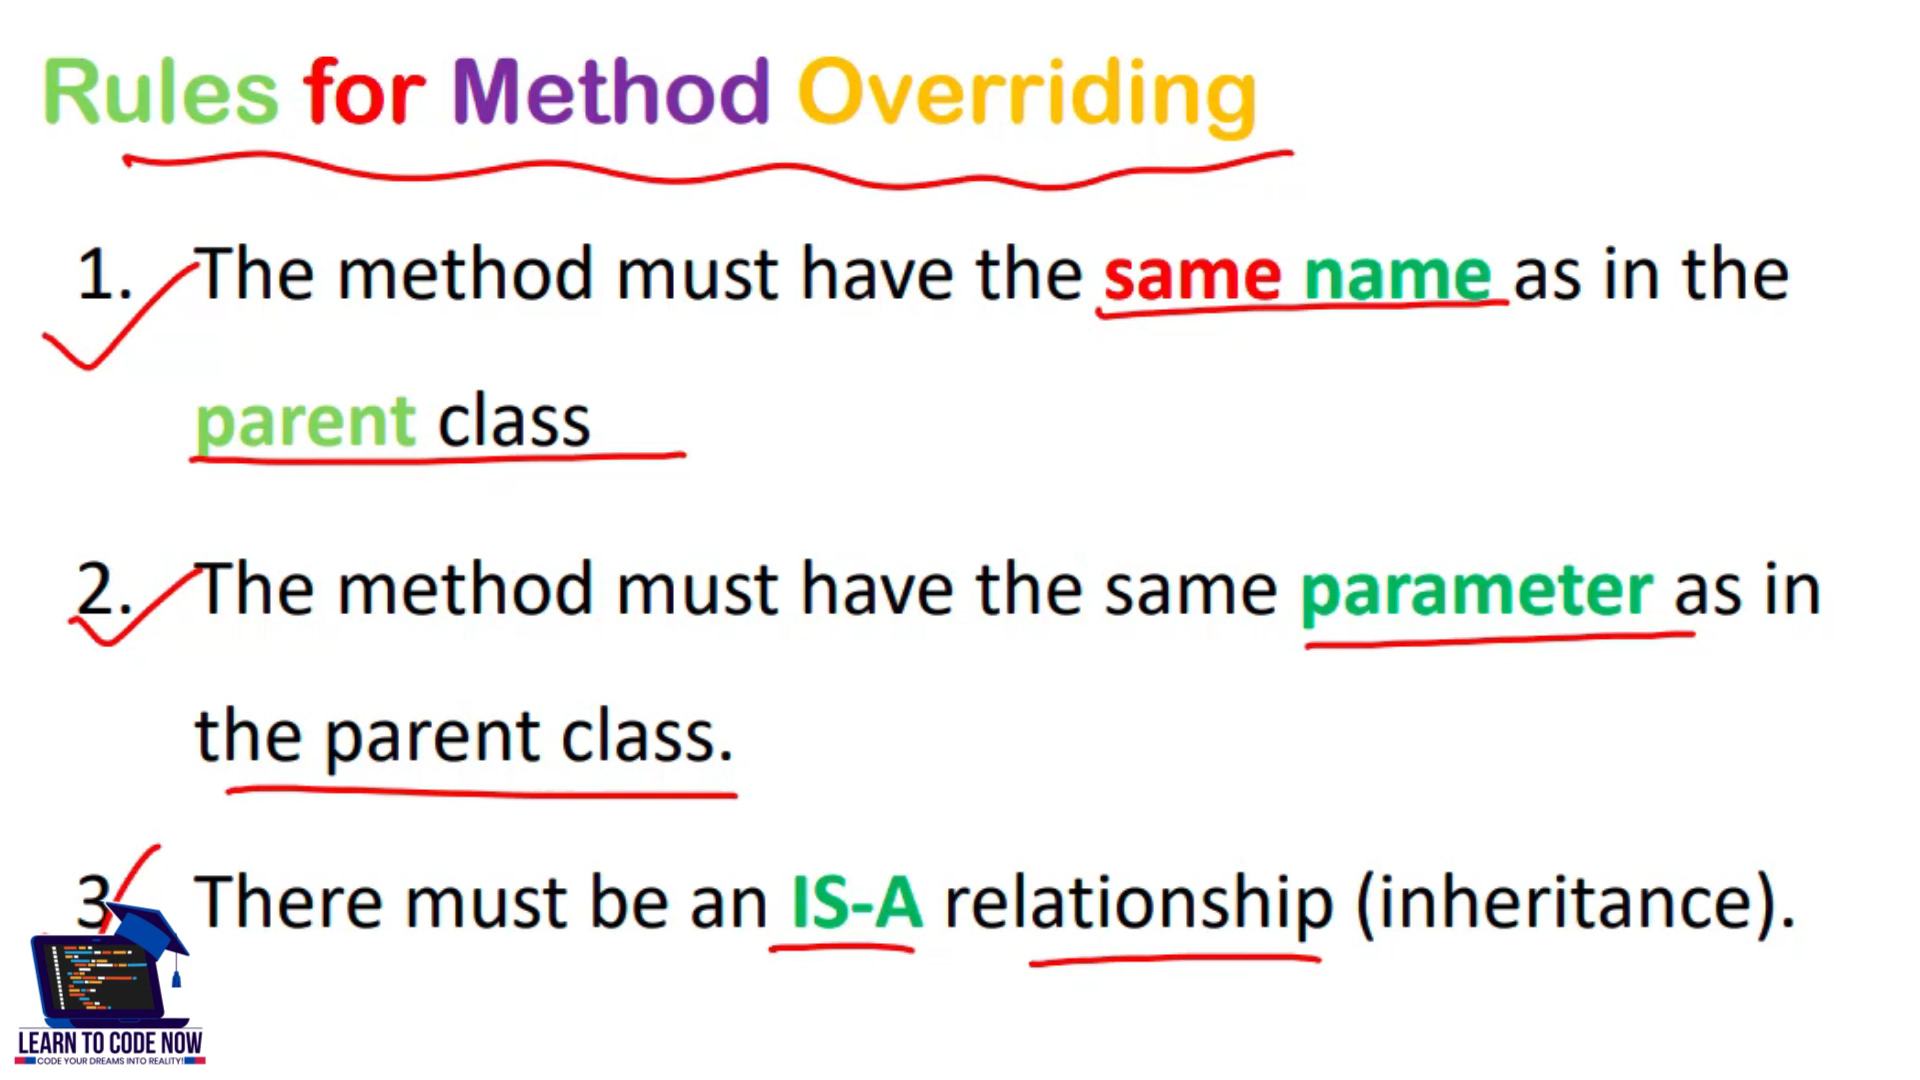 Rules for Method Overriding
1. The method must have the same name as in the
parent class
2. The method must have the same parameter as in
the parent class.
3 There must be an IS-A relationship (inheritance).
LEARN TO CODE NOW
CODE YOUR DREAMS INTO REALITY!